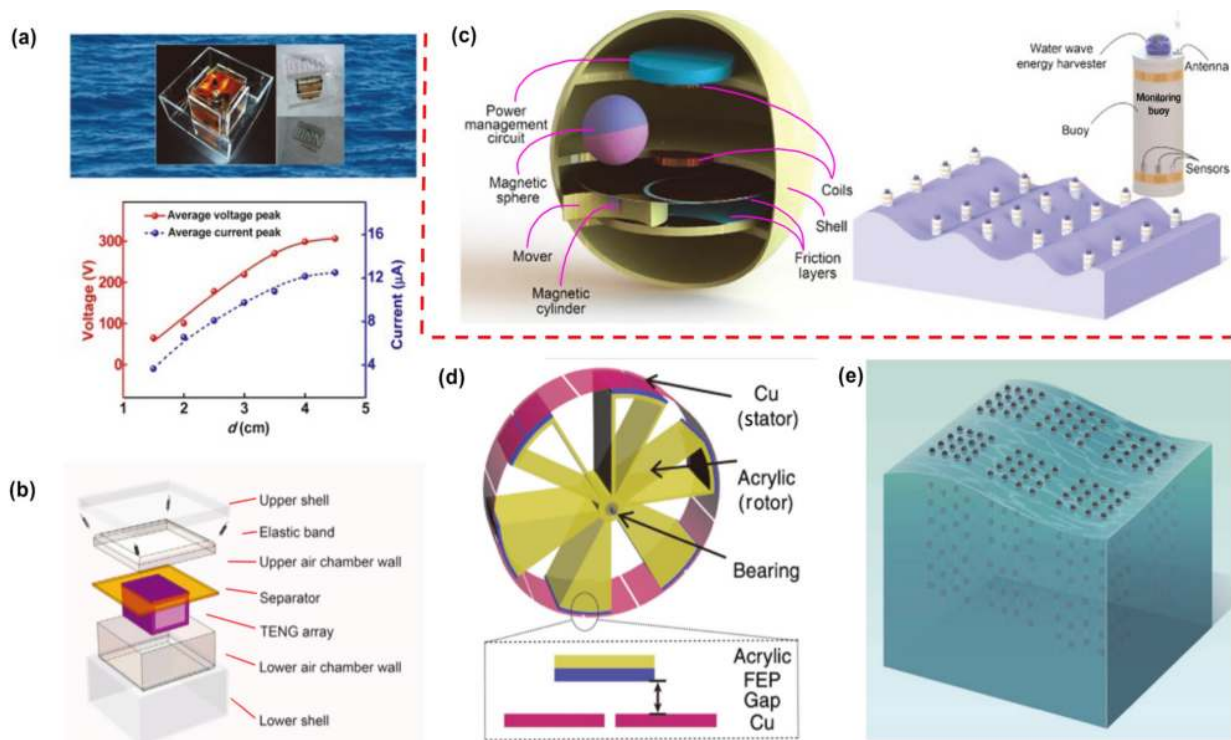 (a)
Average voltage peak
Average current peak
Voltage (V)
300
200
100
0
Current (μA)
16
12
8
4
1
2
3
4
5
d (cm)
(b)
Upper shell
Elastic band
Upper air chamber wall
Separator
TENG array
Lower air chamber wall
Lower shell
(c)
Power
management
circuit
Magnetic
sphere
Mover
Magnetic
cylinder
Coils
Shell
Friction
layers
Water wave
energy harvester
Antenna
Monitoring
buoy
Buoy
Sensors
(d)
Cu
(stator)
Acrylic
(rotor)
Bearing
Acrylic
FEP
Gap
Cu
(e)